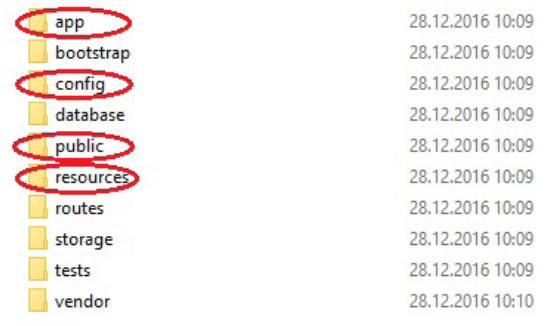 app 28.12.2016 10:09
bootstrap 28.12.2016 10:09
config 28.12.2016 10:09
database 28.12.2016 10:09
public 28.12.2016 10:09
resources 28.12.2016 10:09
routes 28.12.2016 10:09
storage 28.12.2016 10:09
tests 28.12.2016 10:09
vendor 28.12.2016 10:10